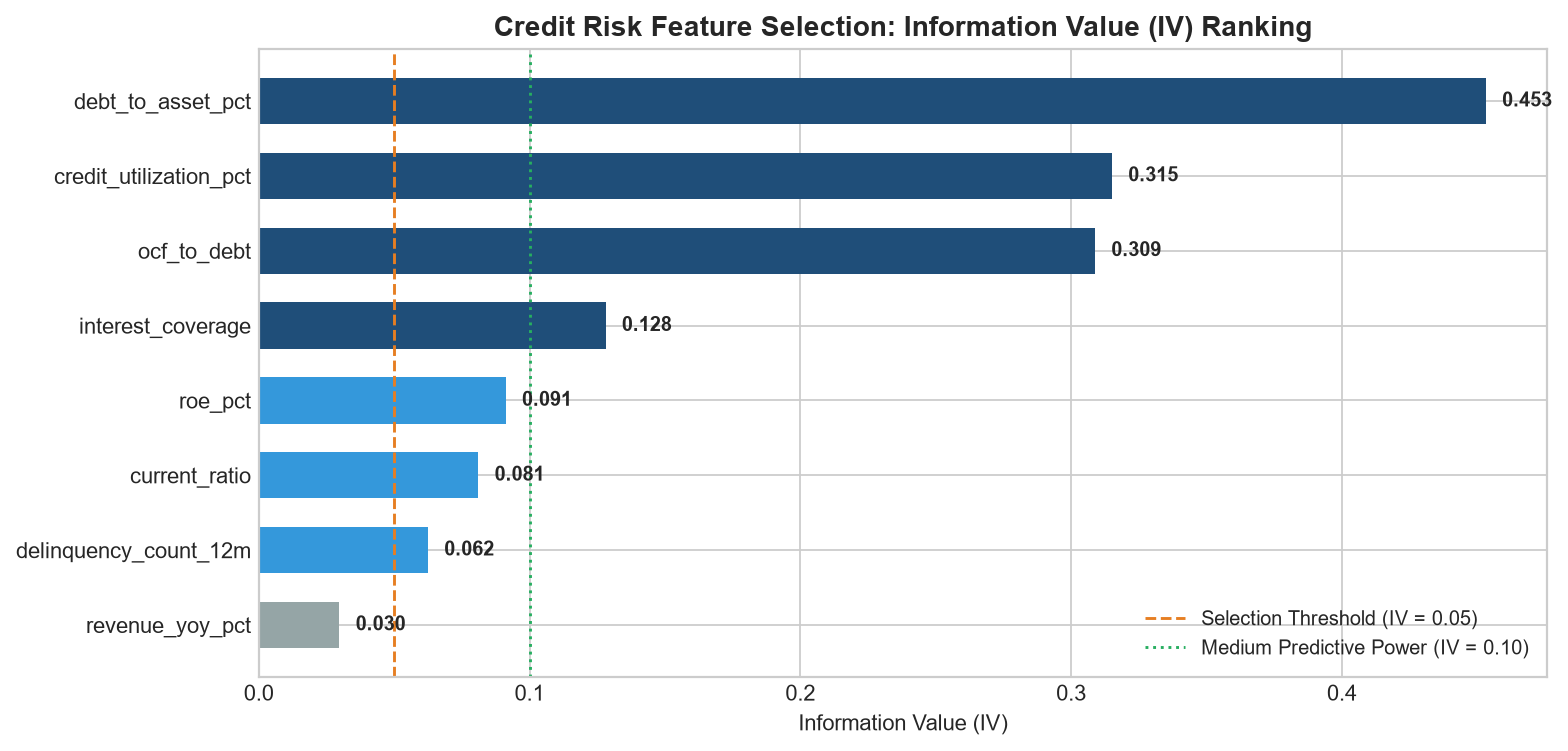 Credit Risk Feature Selection: Information Value (IV) Ranking
debt_to_asset_pct 0.453
credit_utilization_pct 0.315
ocf_to_debt 0.309
interest_coverage 0.128
roe_pct 0.091
current_ratio 0.081
delinquency_count_12m 0.062
revenue_yoy_pct 0.030
Selection Threshold (IV = 0.05)
Medium Predictive Power (IV = 0.10)
0.0 0.1 0.2 0.3 0.4
Information Value (IV)